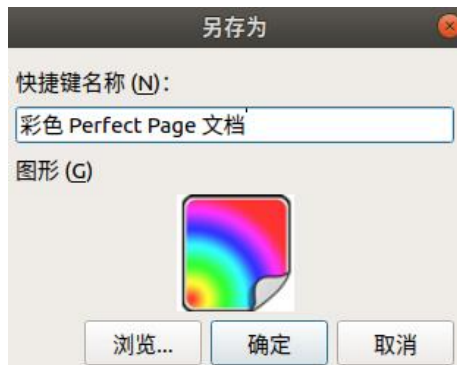 另存为
快捷键名称 (N)：
彩色 Perfect Page 文档
图形 (G)
浏览...
确定
取消